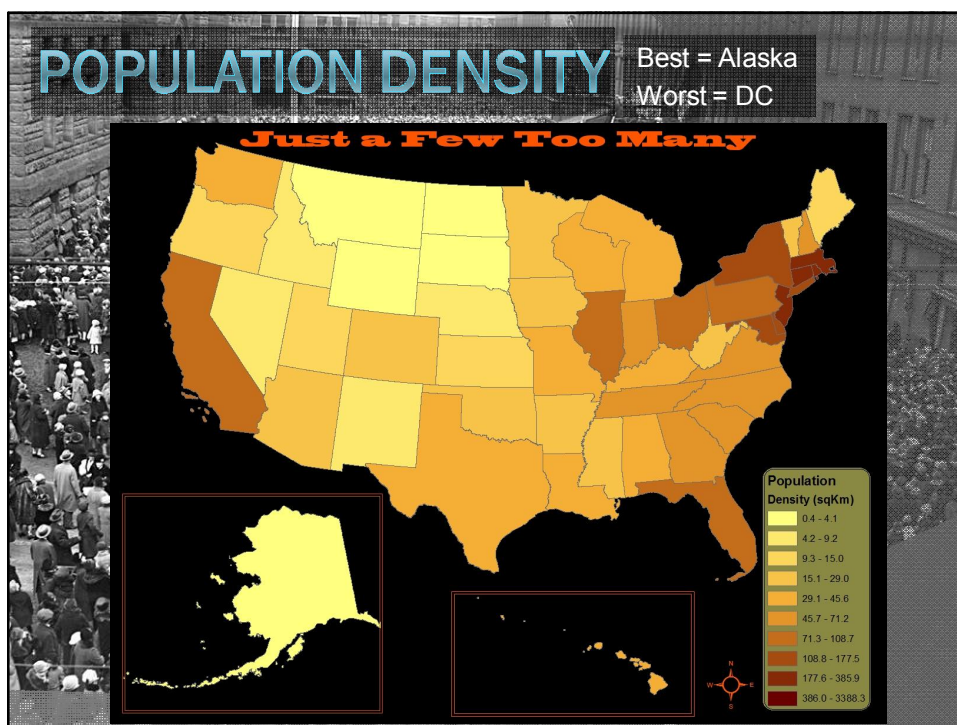 POPULATION DENSITY
Best = Alaska
Worst = DC
Just a Few Too Many
Population
Density (sqKm)
0.4 - 4.1
4.2 - 9.2
9.3 - 15.0
15.1 - 29.0
29.1 - 45.6
45.7 - 71.2
71.3 - 108.7
108.8 - 177.5
177.6 - 385.9
386.0 - 3388.3
N
W E
S